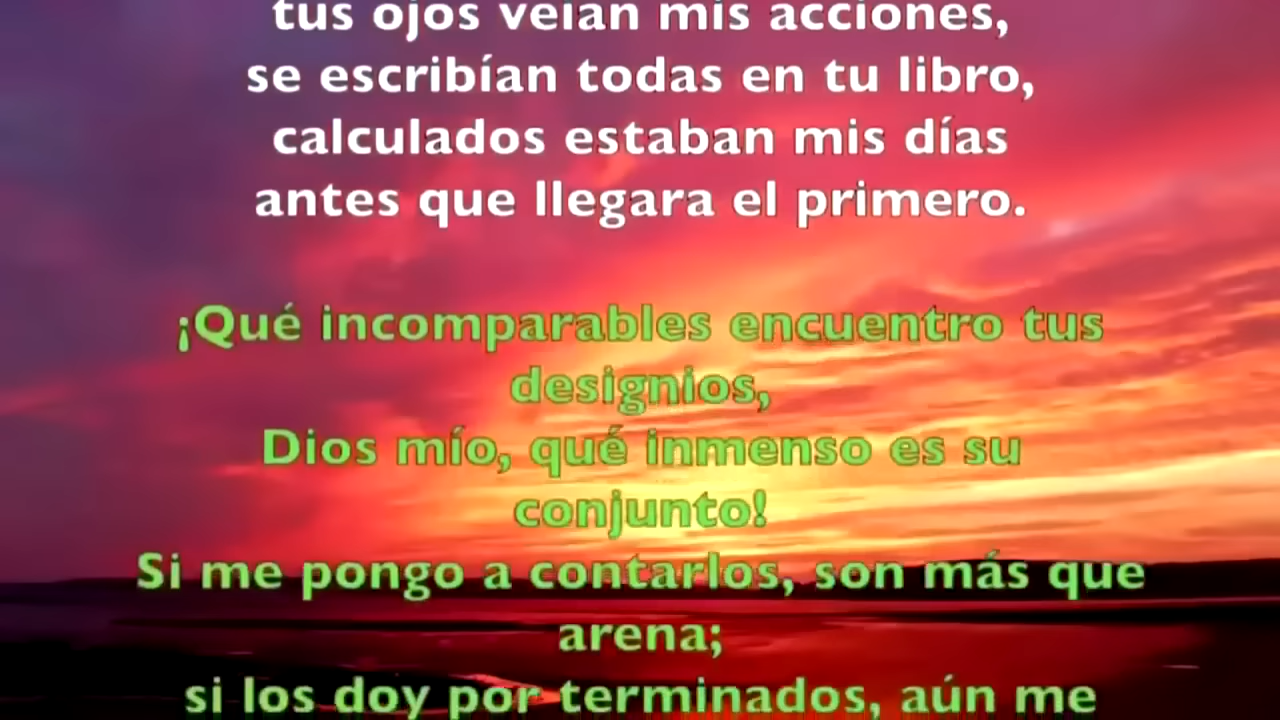 tus ojos veían mis acciones,
se escribían todas en tu libro,
calculados estaban mis días
antes que llegara el primero.
¡Qué incomparables encuentro tus
designios,
Dios mío, qué inmenso es su
conjunto!
Si me pongo a contarlos, son más que
arena;
si los doy por terminados, aún me